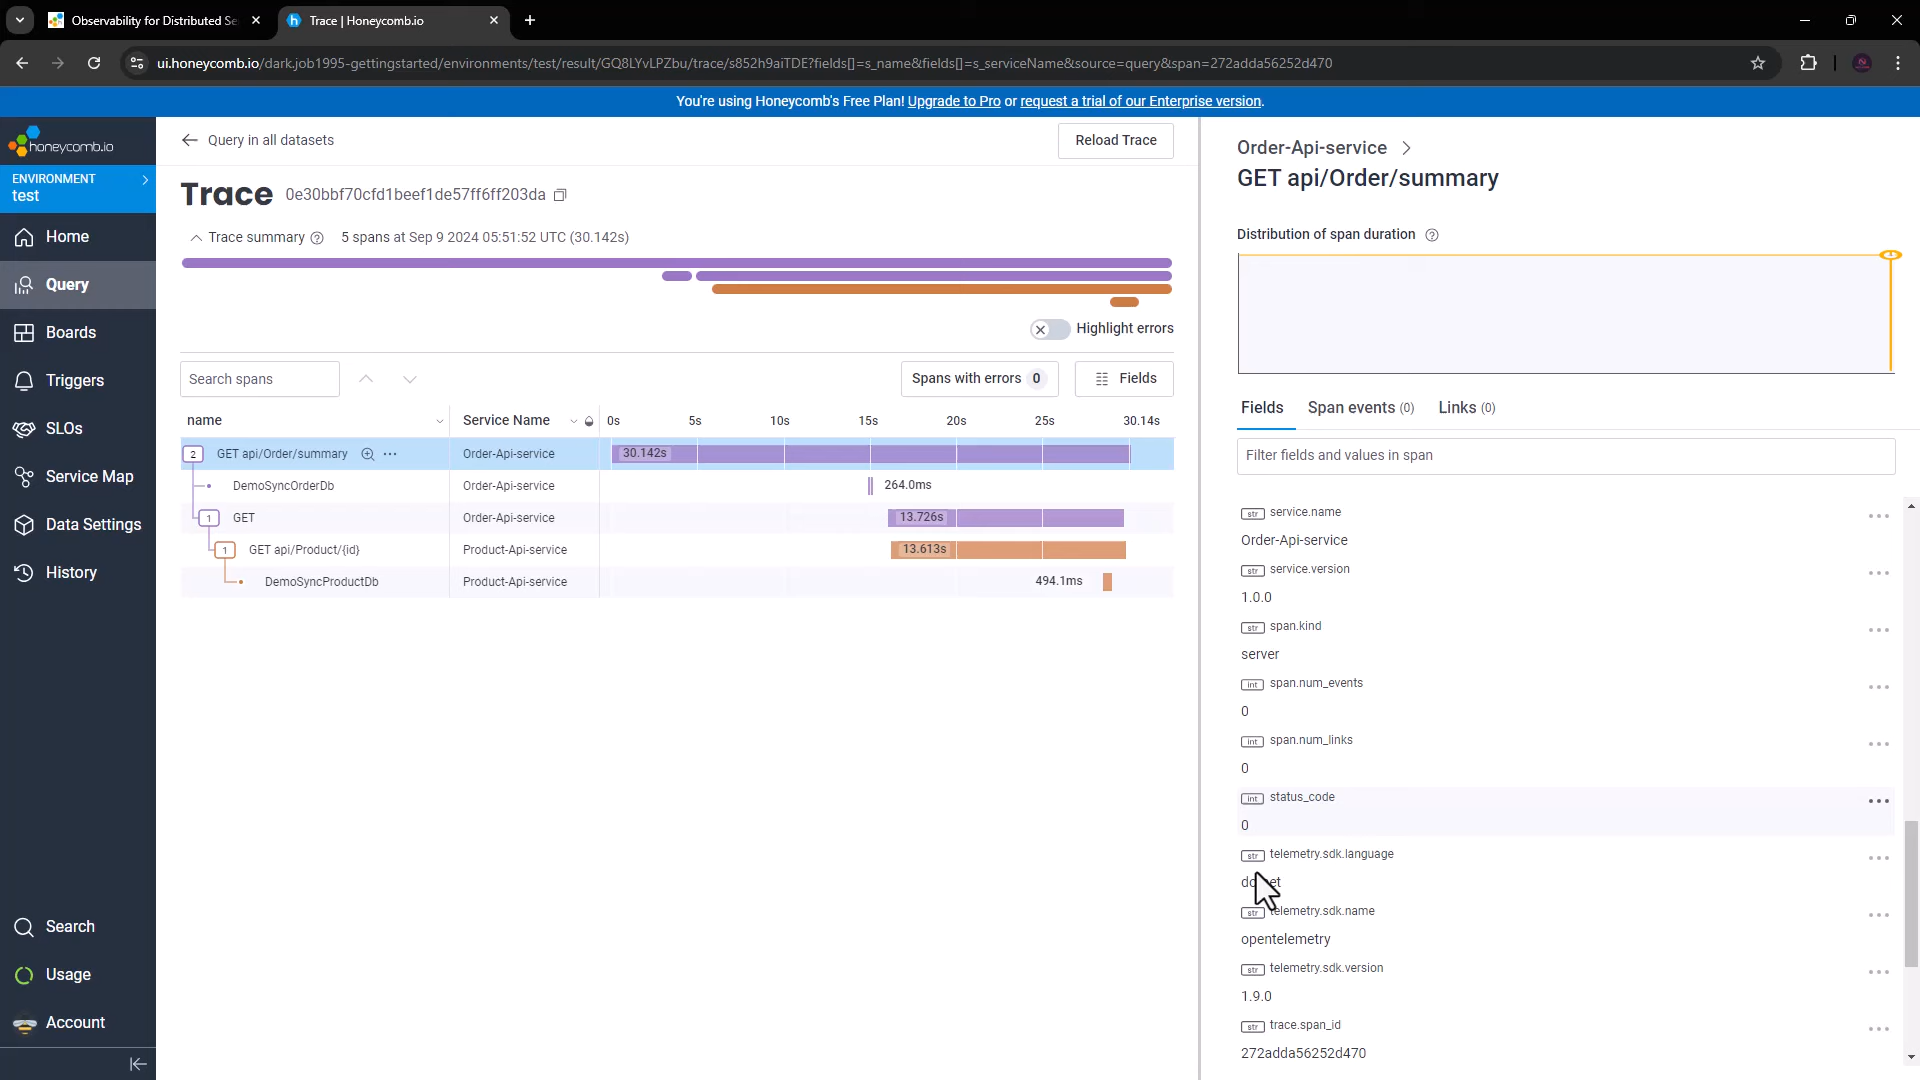 Observability for Distributed Se
Trace | Honeycomb.io
ui.honeycomb.io/dark.job1995-gettingstarted/environments/test/result/GQ8LYvLPZbu/trace/s852h9aiTDE?fields[]=s_name&fields[]=s_serviceName&source=query&span=272adda56252d470
You're using Honeycomb's Free Plan! Upgrade to Pro or request a trial of our Enterprise version.
honeycomb.io
ENVIRONMENT
test
Home
Query
Boards
Triggers
SLOs
Service Map
Data Settings
History
Search
Usage
Account
Query in all datasets
Reload Trace
Trace 0e30bbf70cfd1beef1de57ff6ff203da
Trace summary 5 spans at Sep 9 2024 05:51:52 UTC (30.142s)
Highlight errors
Search spans
Spans with errors 0
Fields
name Service Name 0s 5s 10s 15s 20s 25s 30.14s
2 GET api/Order/summary Order-Api-service 30.142s
DemoSyncOrderDb Order-Api-service 264.0ms
1 GET Order-Api-service 13.726s
1 GET api/Product/{id} Product-Api-service 13.613s
DemoSyncProductDb Product-Api-service 494.1ms
Order-Api-service
GET api/Order/summary
Distribution of span duration
Fields Span events (0) Links (0)
Filter fields and values in span
str service.name
Order-Api-service
str service.version
1.0.0
str span.kind
server
int span.num_events
0
int span.num_links
0
int status_code
0
str telemetry.sdk.language
str telemetry.sdk.name
opentelemetry
str telemetry.sdk.version
1.9.0
str trace.span_id
272adda56252d470